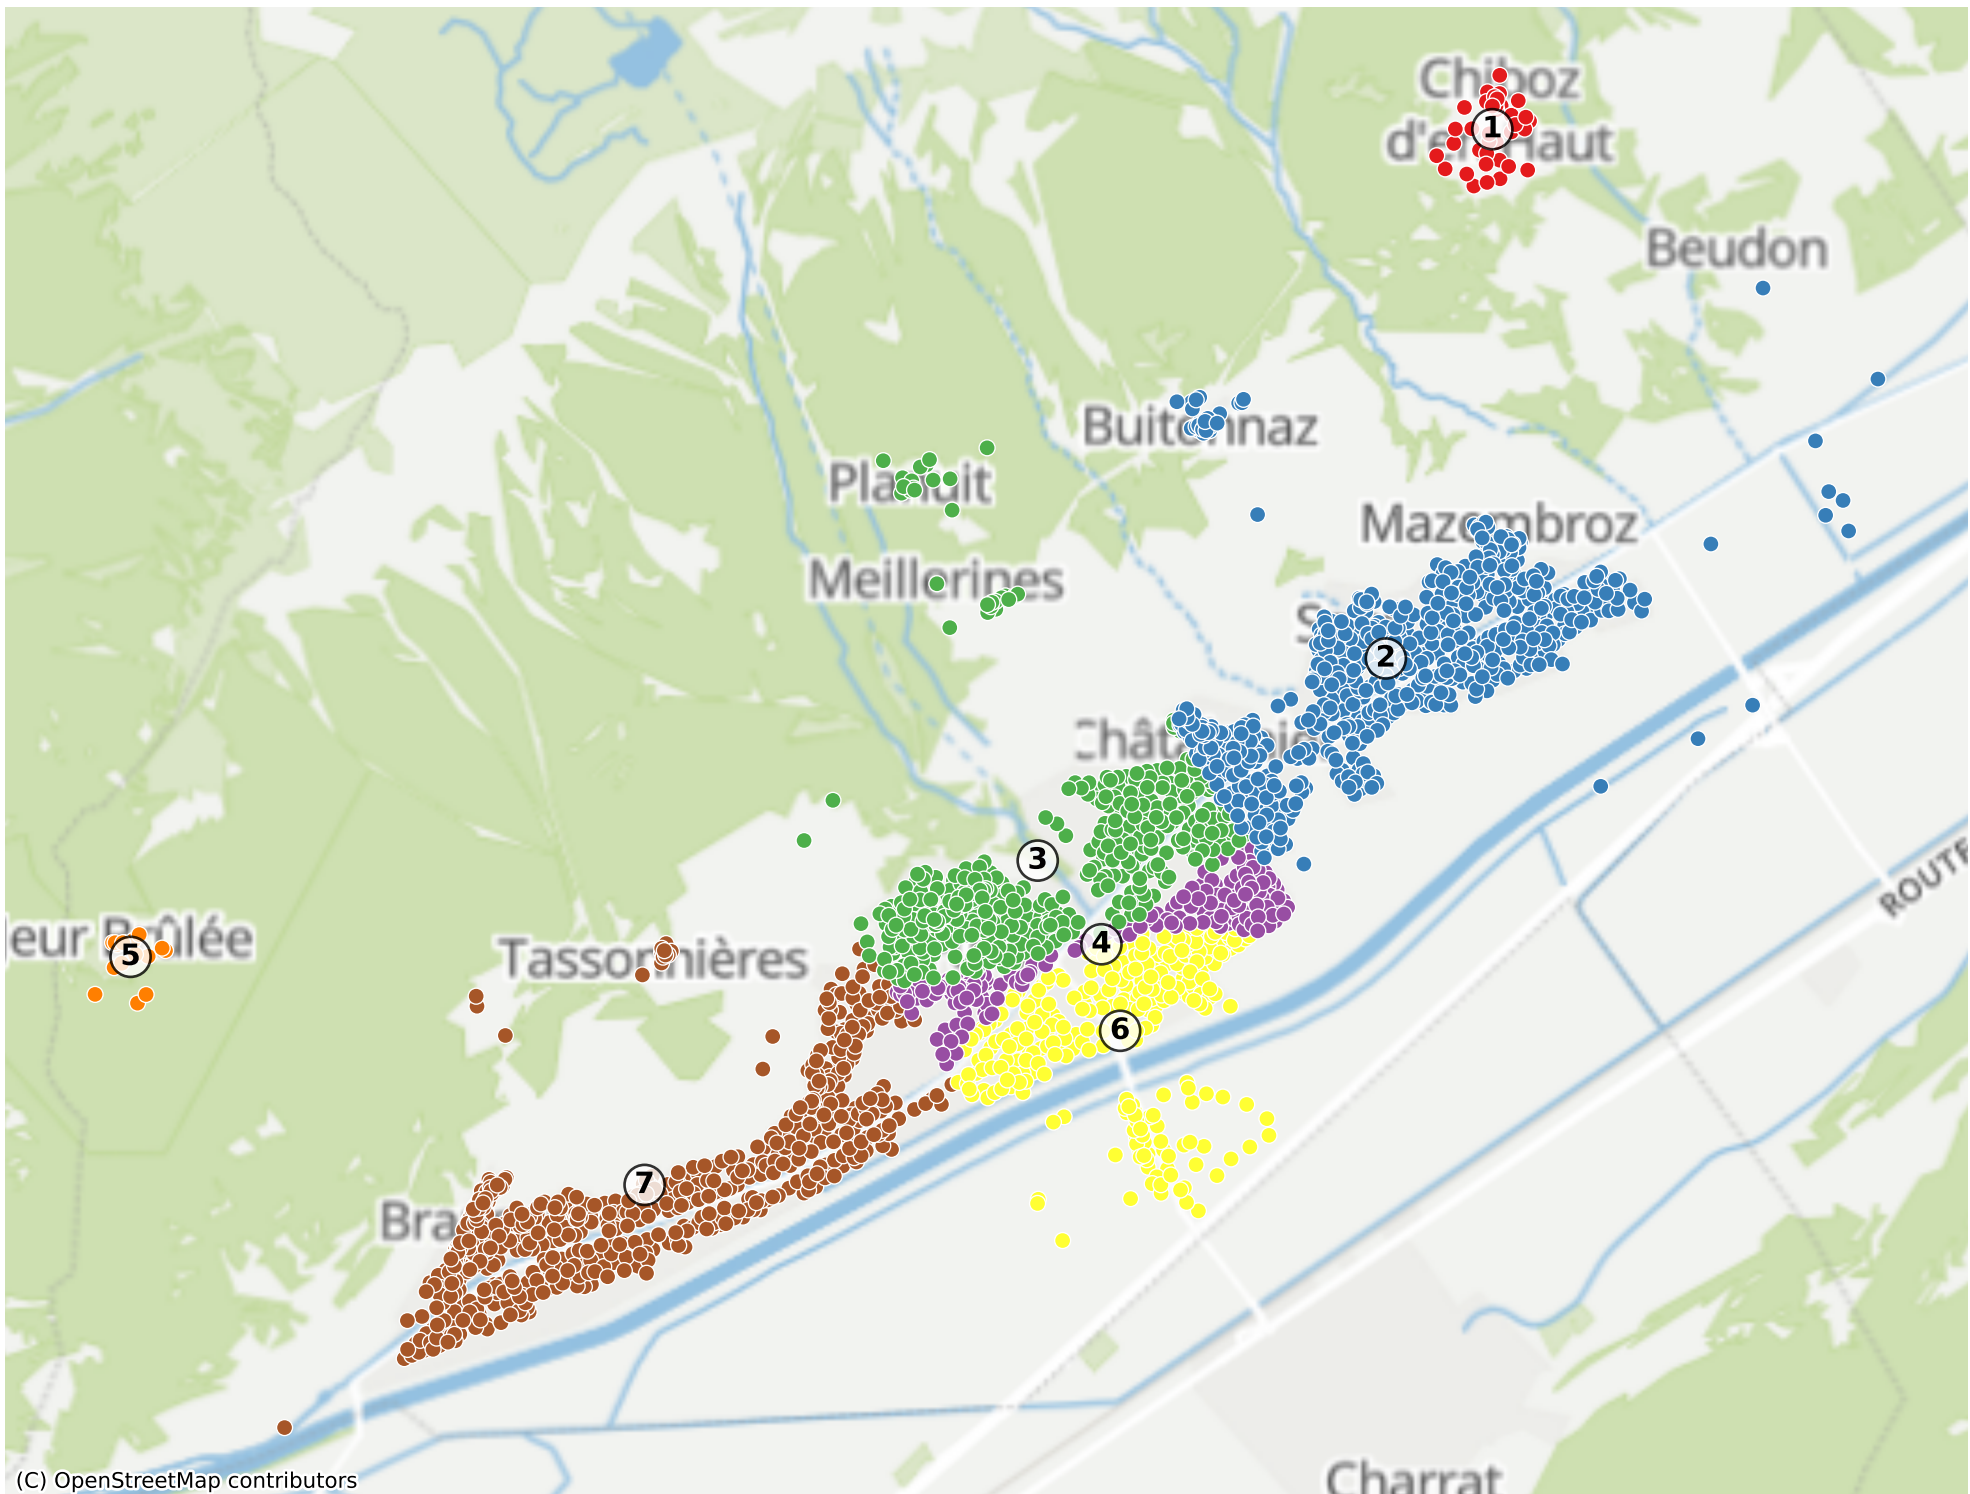 Chiboz
d'en Haut
1
Beudon
Buitonnaz
Planuit
Mazembroz
Meillerines
2
3
ROUTE
4
5
Tassonnières
6
7
Charrat
(C) OpenStreetMap contributors